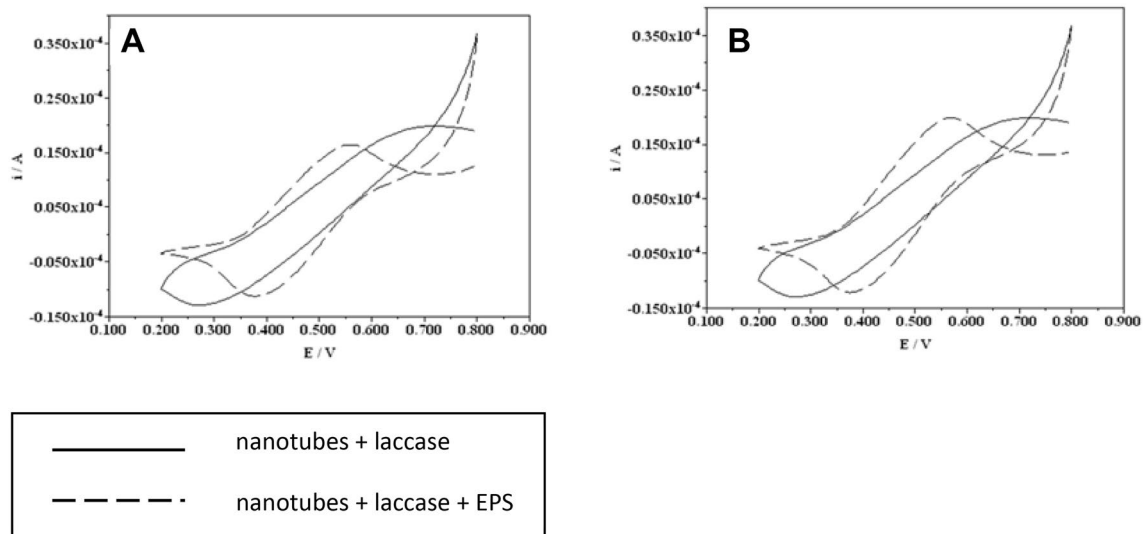 A
0.350x10⁻⁴
0.250x10⁻⁴
0.150x10⁻⁴
0.050x10⁻⁴
-0.050x10⁻⁴
-0.150x10⁻⁴
i / A
0.100 0.200 0.300 0.400 0.500 0.600 0.700 0.800 0.900
E / V
B
0.350x10⁻⁴
0.250x10⁻⁴
0.150x10⁻⁴
0.050x10⁻⁴
-0.050x10⁻⁴
-0.150x10⁻⁴
i / A
0.100 0.200 0.300 0.400 0.500 0.600 0.700 0.800 0.900
E / V
nanotubes + laccase
nanotubes + laccase + EPS